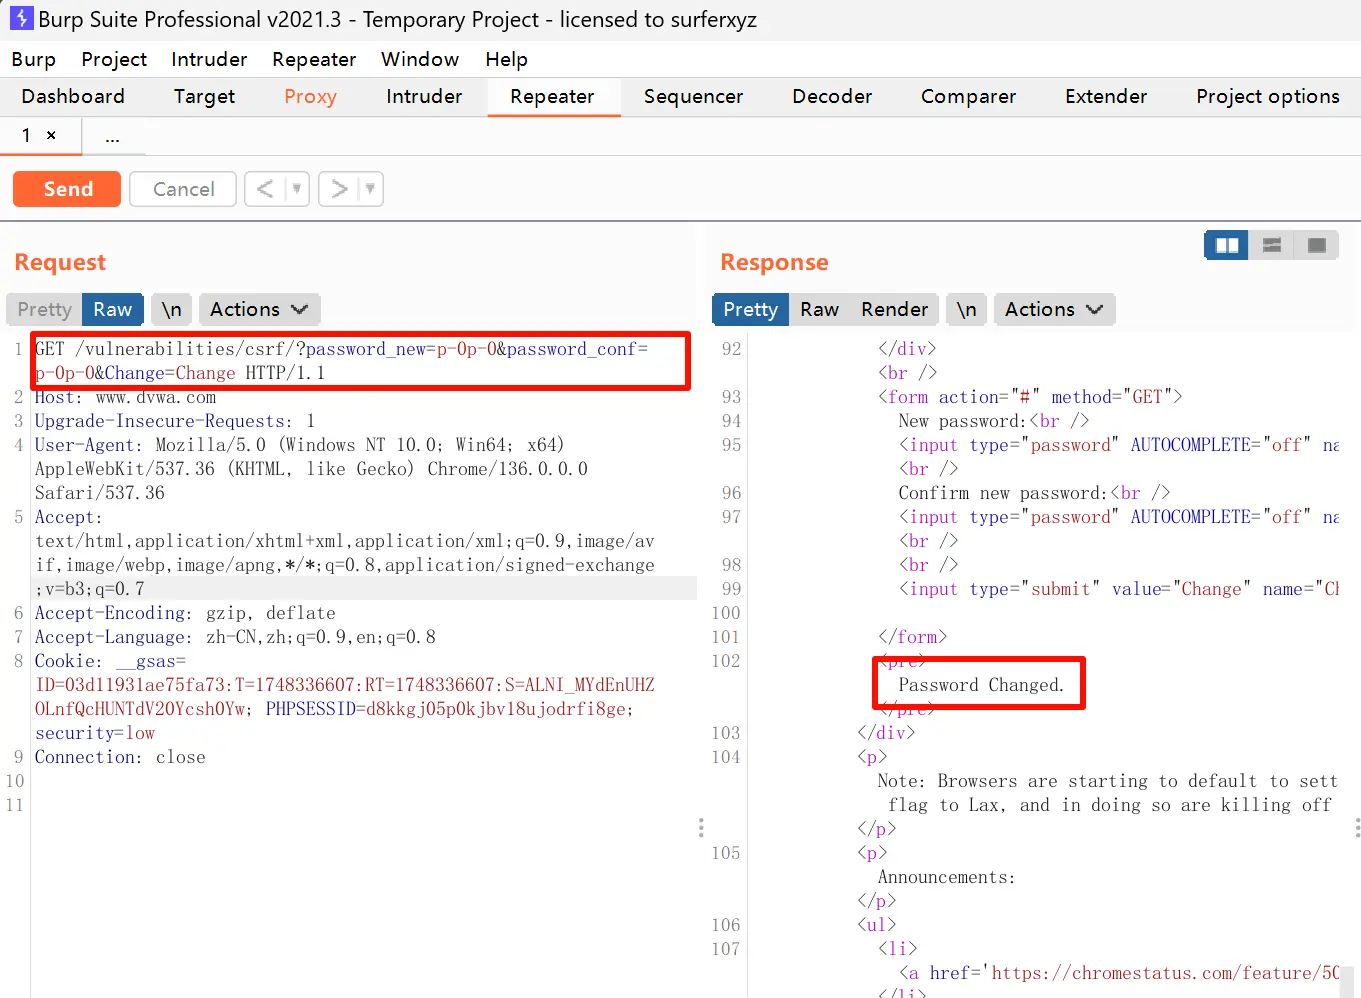 Burp Suite Professional v2021.3 - Temporary Project - licensed to surferxyz
Burp Project Intruder Repeater Window Help
Dashboard Target Proxy Intruder Repeater Sequencer Decoder Comparer Extender Project options
1 × ...
Send Cancel < >
Request
Pretty Raw \n Actions
1 GET /vulnerabilities/csrf/?password_new=p-0p-0&password_conf=
p-0p-0&Change=Change HTTP/1.1
2 Host: www.dvwa.com
3 Upgrade-Insecure-Requests: 1
4 User-Agent: Mozilla/5.0 (Windows NT 10.0; Win64; x64)
AppleWebKit/537.36 (KHTML, like Gecko) Chrome/136.0.0.0
Safari/537.36
5 Accept:
text/html,application/xhtml+xml,application/xml;q=0.9,image/av
if,image/webp,image/apng,*/*;q=0.8,application/signed-exchange
;v=b3;q=0.7
6 Accept-Encoding: gzip, deflate
7 Accept-Language: zh-CN,zh;q=0.9,en;q=0.8
8 Cookie: __gsas=
ID=03d11931ae75fa73:T=1748336607:RT=1748336607:S=ALNI_MYdEnUHZ
OLnfQcHUNTdV2OYcshOYw; PHPSESSID=d8kkgj05p0kjbv18ujodrfi8ge;
security=low
9 Connection: close
10
11
Response
Pretty Raw Render \n Actions
92 </div>
<br />
93 <form action="#" method="GET">
94 New password:<br />
95 <input type="password" AUTOCOMPLETE="off" na
<br />
96 Confirm new password:<br />
97 <input type="password" AUTOCOMPLETE="off" na
<br />
98 <br />
99 <input type="submit" value="Change" name="Ch
100
101 </form>
102 <pre>
Password Changed.
</pre>
103 </div>
104 <p>
Note: Browsers are starting to default to sett
flag to Lax, and in doing so are killing off
</p>
105 <p>
Announcements:
</p>
106 <ul>
107 <li>
<a href='https://chromestatus.com/feature/50
</li>